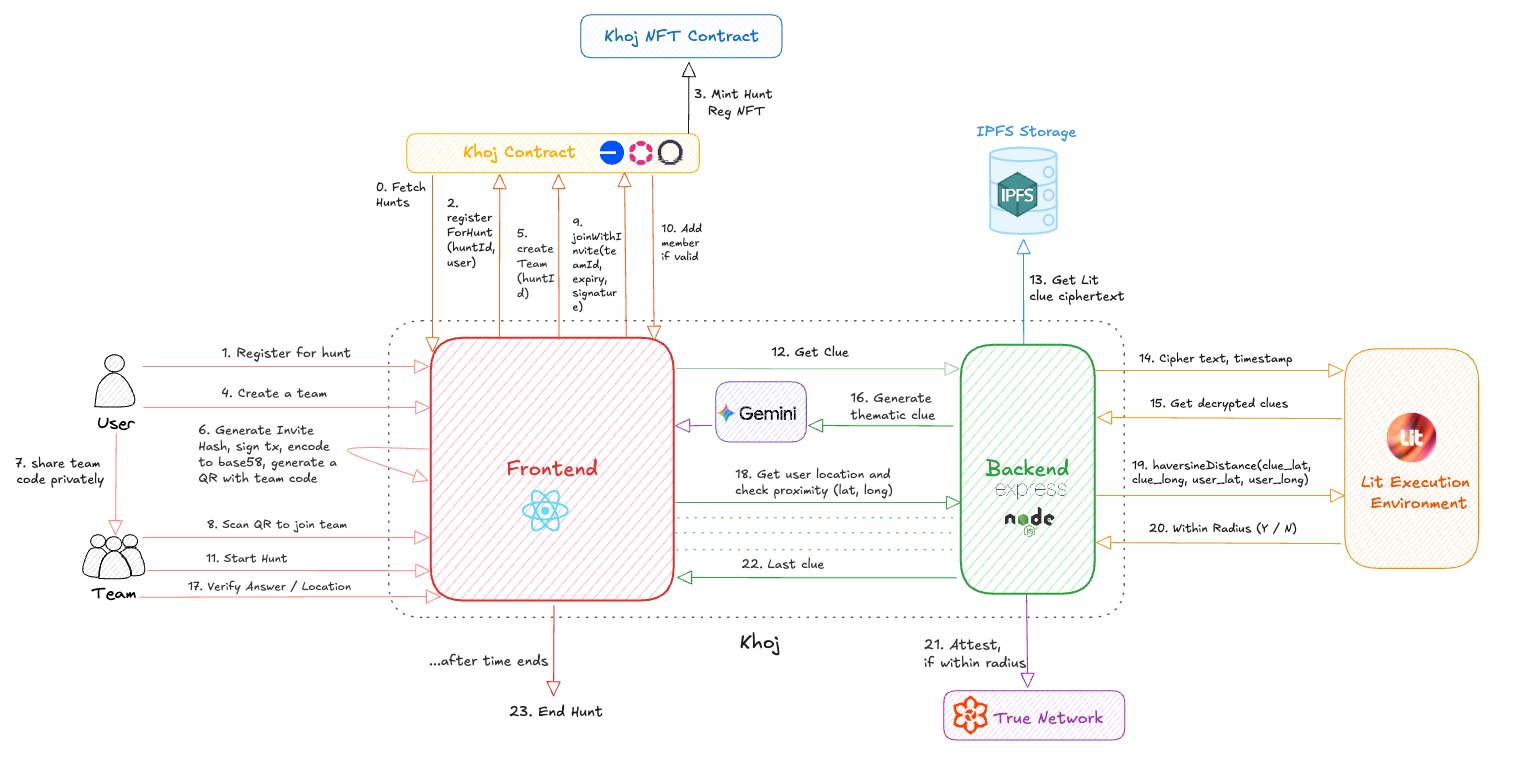 Khoj NFT Contract
3. Mint Hunt
Reg NFT
Khoj Contract
IPFS Storage
IPFS
0. Fetch
Hunts
2.
register
ForHunt
(huntId,
user)
5.
create
Team
(huntI
d)
9.
joinWithI
nvite(te
amId,
expiry,
signatur
e)
10. Add
member
if valid
13. Get Lit
clue ciphertext
1. Register for hunt
4. Create a team
User
6. Generate Invite
Hash, sign tx, encode
to base58, generate a
QR with team code
7. share team
code privately
8. Scan QR to join team
11. Start Hunt
17. Verify Answer / Location
Team
Frontend
12. Get Clue
Gemini
16. Generate
thematic clue
18. Get user location and
check proximity (lat, long)
22. Last clue
Backend
express
node
JS
14. Cipher text, timestamp
15. Get decrypted clues
19. haversineDistance(clue_lat,
clue_long, user_lat, user_long)
20. Within Radius (Y / N)
Lit
Lit Execution
Environment
Khoj
...after time ends
23. End Hunt
21. Attest,
if within radius
True Network